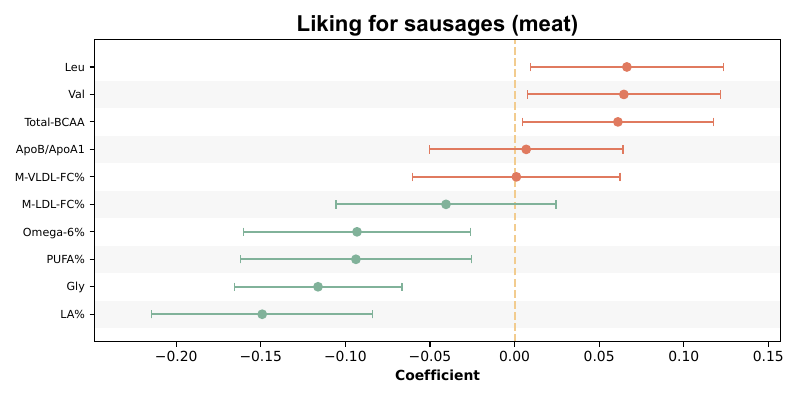 Liking for sausages (meat)
Leu
Val
Total-BCAA
ApoB/ApoA1
M-VLDL-FC%
M-LDL-FC%
Omega-6%
PUFA%
Gly
LA%
−0.20 −0.15 −0.10 −0.05 0.00 0.05 0.10 0.15
Coefficient